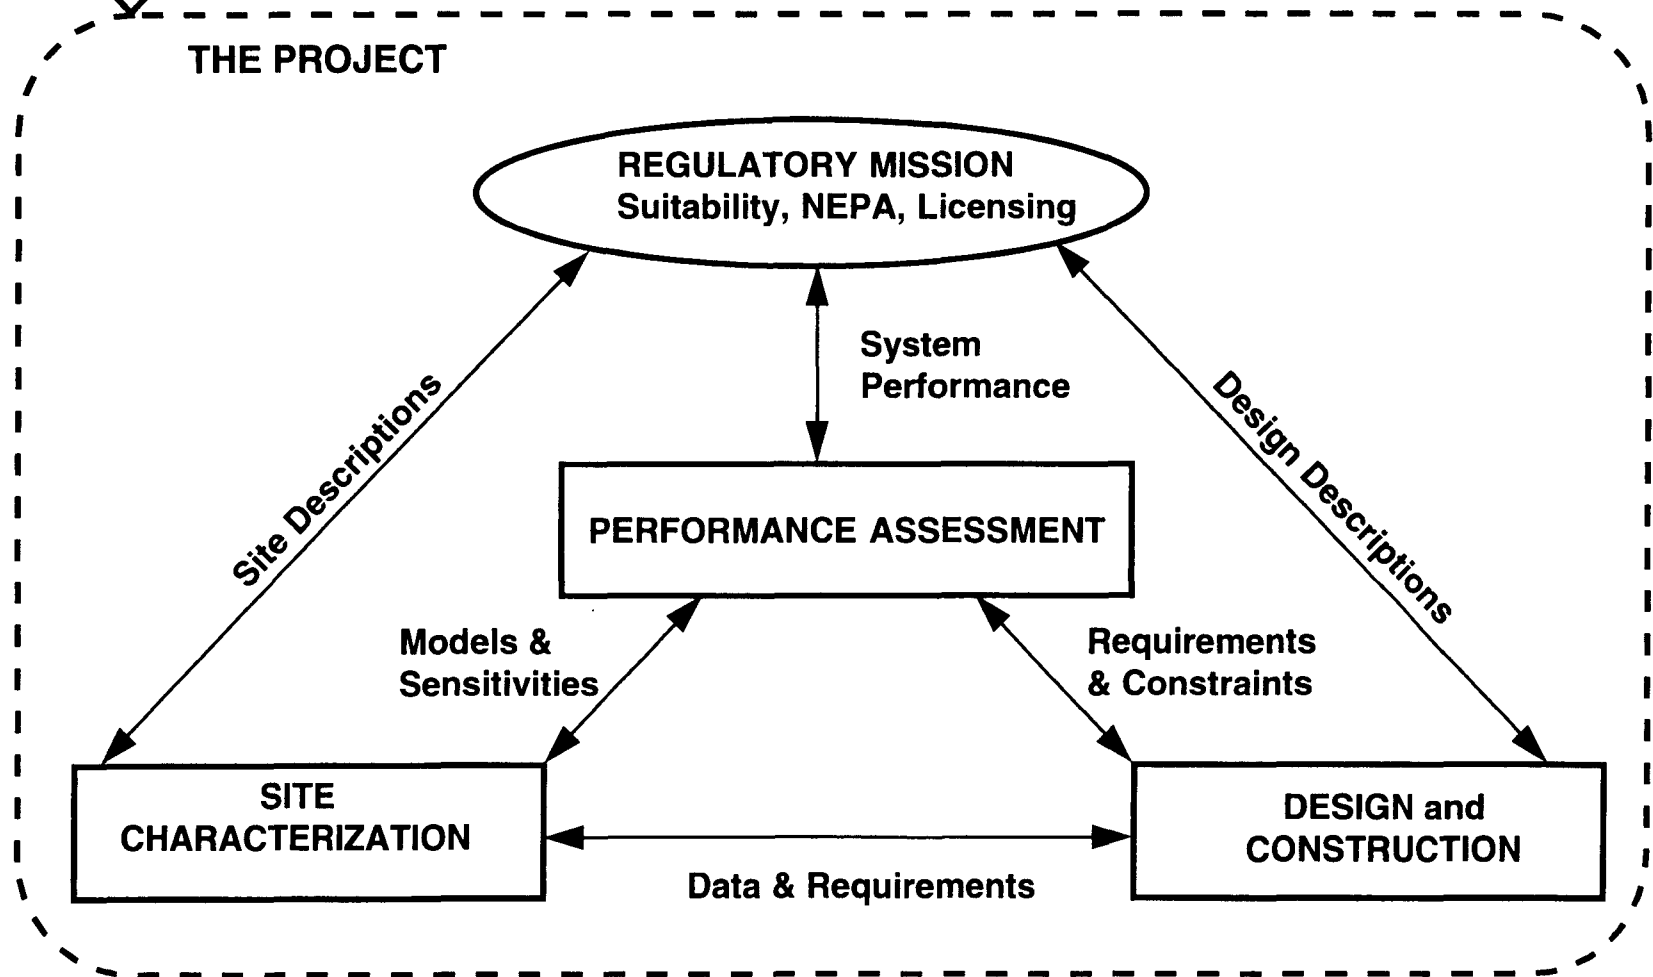 THE PROJECT
REGULATORY MISSION
Suitability, NEPA, Licensing
System
Performance
Site Descriptions
Design Descriptions
PERFORMANCE ASSESSMENT
Models &
Sensitivities
Requirements
& Constraints
SITE
CHARACTERIZATION
DESIGN and
CONSTRUCTION
Data & Requirements